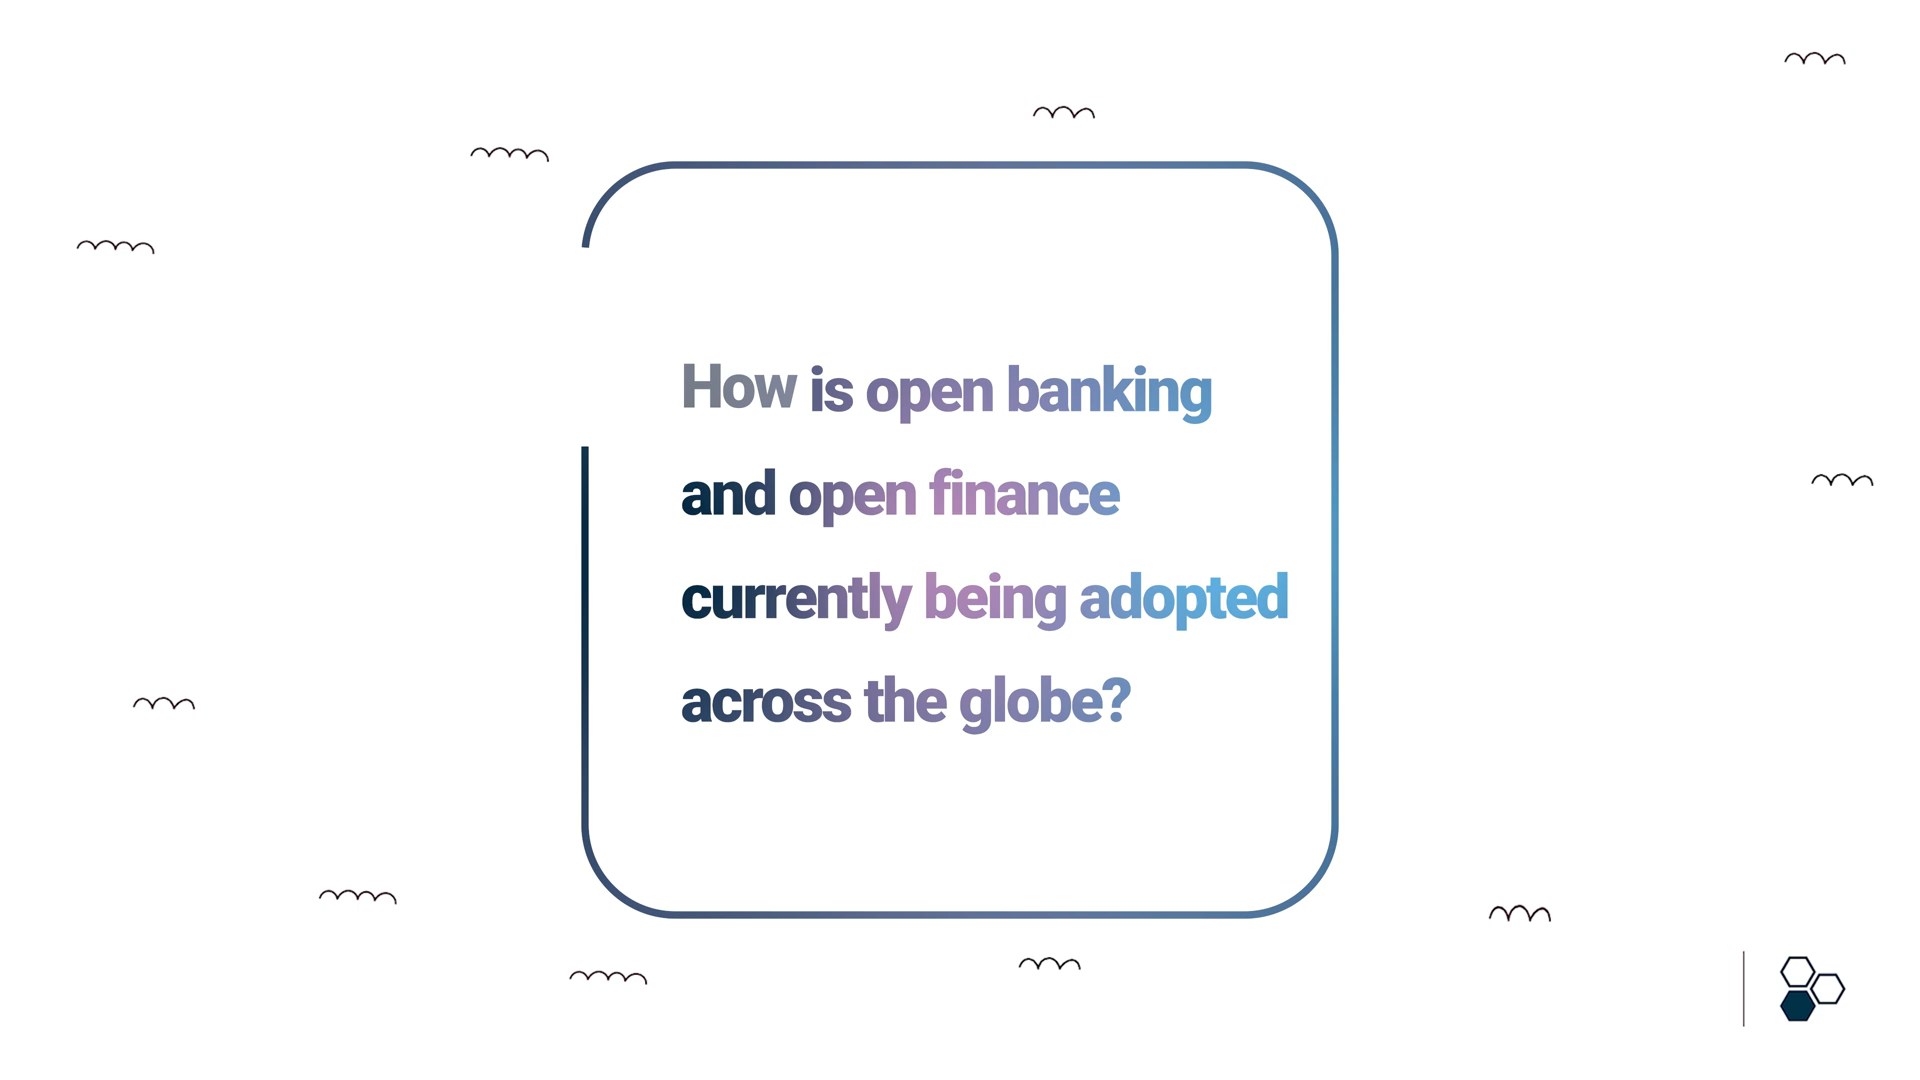 How is open banking
and open finance
currently being adopted
across the globe?